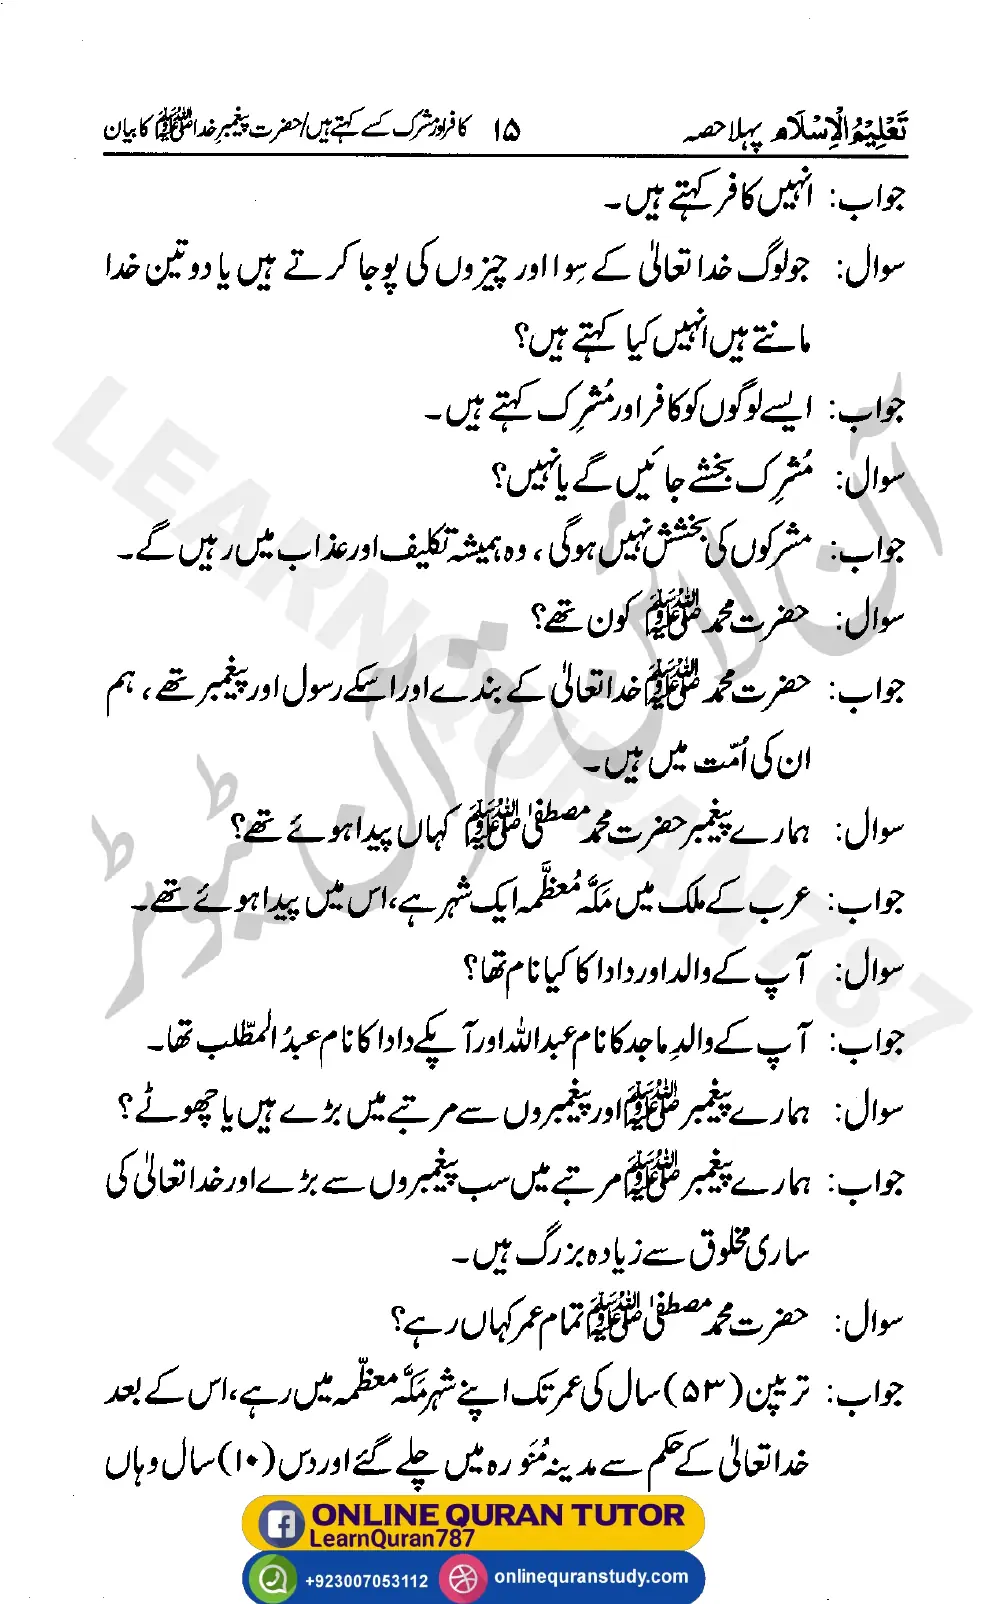 تَعْلِیْمُ الْاِسْلَام پہلا حصہ ۱۵ کافر اور مشرک کسے کہتے ہیں/حضرت پیغمبرِ خدا ﷺ کا بیان
جواب: انہیں کافر کہتے ہیں۔
سوال: جو لوگ خدا تعالیٰ کے سِوا اور چیزوں کی پوجا کرتے ہیں یا دو تین خدا
مانتے ہیں انہیں کیا کہتے ہیں؟
جواب: ایسے لوگوں کو کافر اور مُشرِک کہتے ہیں۔
سوال: مُشرِک بخشے جائیں گے یا نہیں؟
جواب: مشرکوں کی بخشش نہیں ہوگی، وہ ہمیشہ تکلیف اور عذاب میں رہیں گے۔
سوال: حضرت محمد ﷺ کون تھے؟
جواب: حضرت محمد ﷺ خدا تعالیٰ کے بندے اور اسکے رسول اور پیغمبر تھے، ہم
ان کی اُمّت میں ہیں۔
سوال: ہمارے پیغمبر حضرت محمد مصطفیٰ ﷺ کہاں پیدا ہوئے تھے؟
جواب: عرب کے ملک میں مکّہ مُعَظَّمہ ایک شہر ہے، اس میں پیدا ہوئے تھے۔
سوال: آپ کے والد اور دادا کا کیا نام تھا؟
جواب: آپ کے والدِ ماجد کا نام عبداللہ اور آپکے دادا کا نام عبدُ المطّلب تھا۔
سوال: ہمارے پیغمبر ﷺ اور پیغمبروں سے مرتبے میں بڑے ہیں یا چھوٹے؟
جواب: ہمارے پیغمبر ﷺ مرتبے میں سب پیغمبروں سے بڑے اور خدا تعالیٰ کی
ساری مخلوق سے زیادہ بزرگ ہیں۔
سوال: حضرت محمد مصطفیٰ ﷺ تمام عمر کہاں رہے؟
جواب: تریپن (۵۳) سال کی عمر تک اپنے شہر مکّہ معظّمہ میں رہے، اس کے بعد
خدا تعالیٰ کے حکم سے مدینہ مُنَوّرہ میں چلے گئے اور دس (۱۰) سال وہاں
آن لائن قرآن ٹیوٹر
LEARNQURAN787
ONLINE QURAN TUTOR
LearnQuran787
+923007053112 onlinequranstudy.com